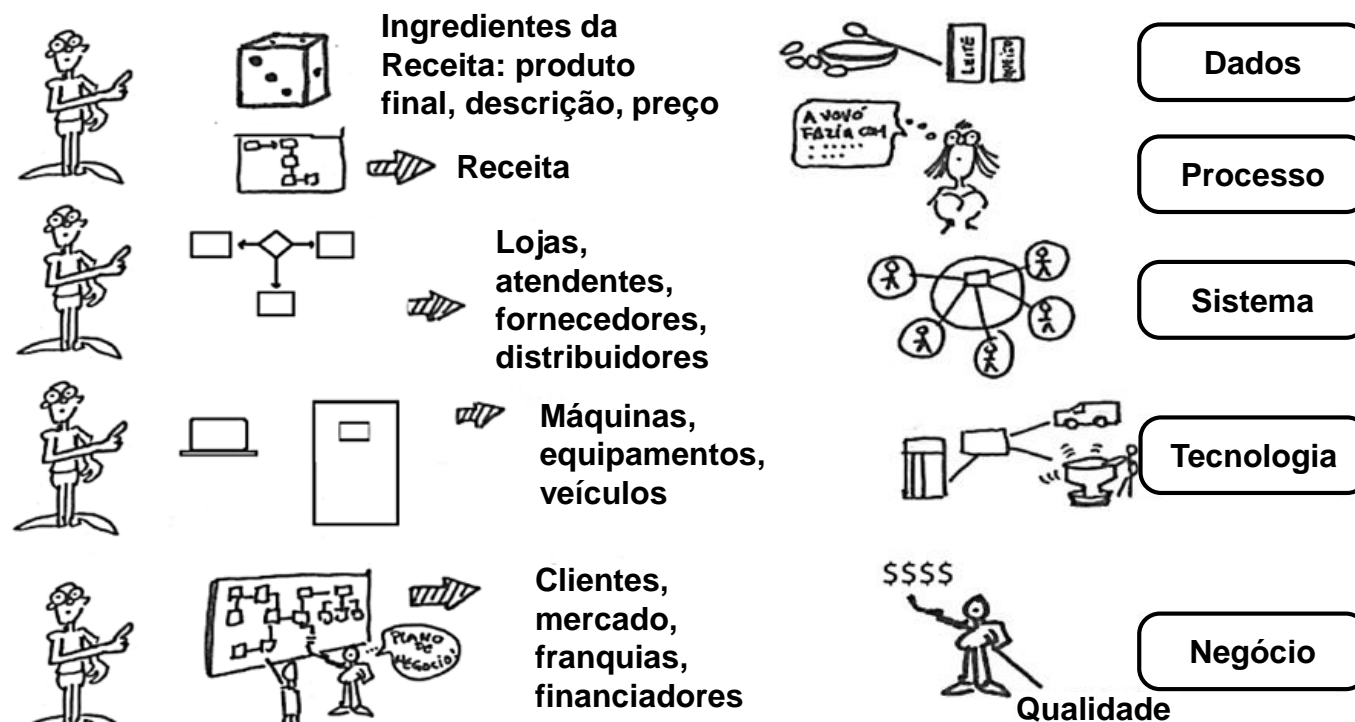 Ingredientes da
Receita: produto
final, descrição, preço
LEITE
Dados
A VOVÓ
FAZIA COM
Receita
Processo
Lojas,
atendentes,
fornecedores,
distribuidores
Sistema
Máquinas,
equipamentos,
veículos
Tecnologia
PLANO
DE
NEGOCIO!
Clientes,
mercado,
franquias,
financiadores
$$$$
Negócio
Qualidade